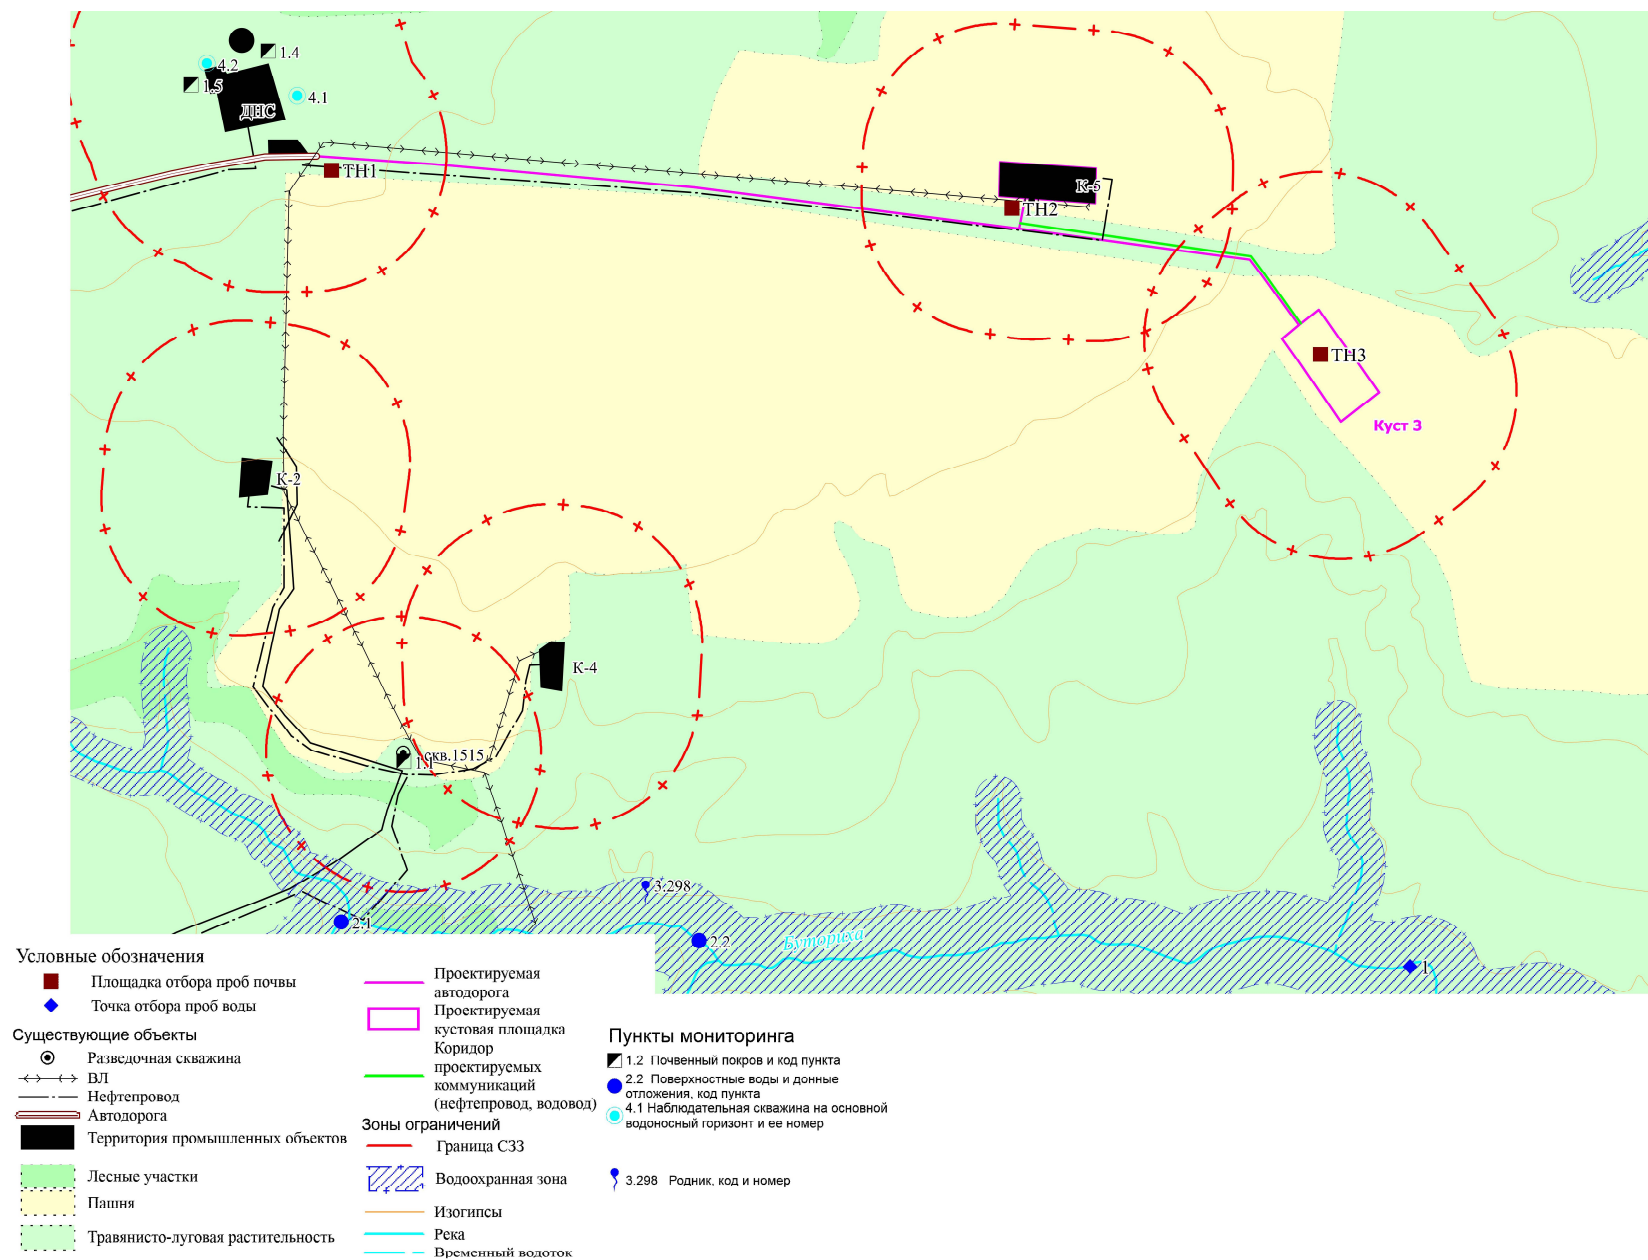 1.4
4.2
1.5
4.1
ДНС
ТН1
К-5
ТН2
ТН3
Куст 3
К-2
К-4
скв.1515
1.1
3.298
2.1
2.2
Буториха
1
Условные обозначения
Площадка отбора проб почвы
Точка отбора проб воды
Существующие объекты
Разведочная скважина
ВЛ
Нефтепровод
Автодорога
Территория промышленных объектов
Лесные участки
Пашня
Травянисто-луговая растительность
Проектируемая
автодорога
Проектируемая
кустовая площадка
Коридор
проектируемых
коммуникаций
(нефтепровод, водовод)
Зоны ограничений
Граница СЗЗ
Водоохранная зона
Изогипсы
Река
Временный водоток
Пункты мониторинга
1.2 Почвенный покров и код пункта
2.2 Поверхностные воды и донные
отложения, код пункта
4.1 Наблюдательная скважина на основной
водоносный горизонт и ее номер
3.298 Родник, код и номер